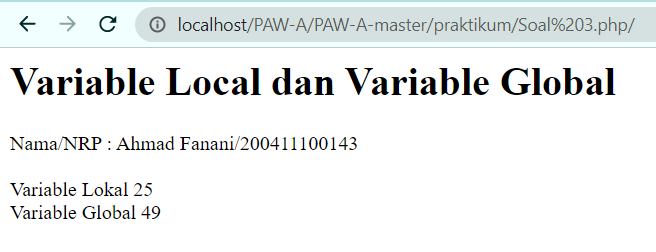 localhost/PAW-A/PAW-A-master/praktikum/Soal%203.php/
Variable Local dan Variable Global
Nama/NRP : Ahmad Fanani/200411100143
Variable Lokal 25
Variable Global 49